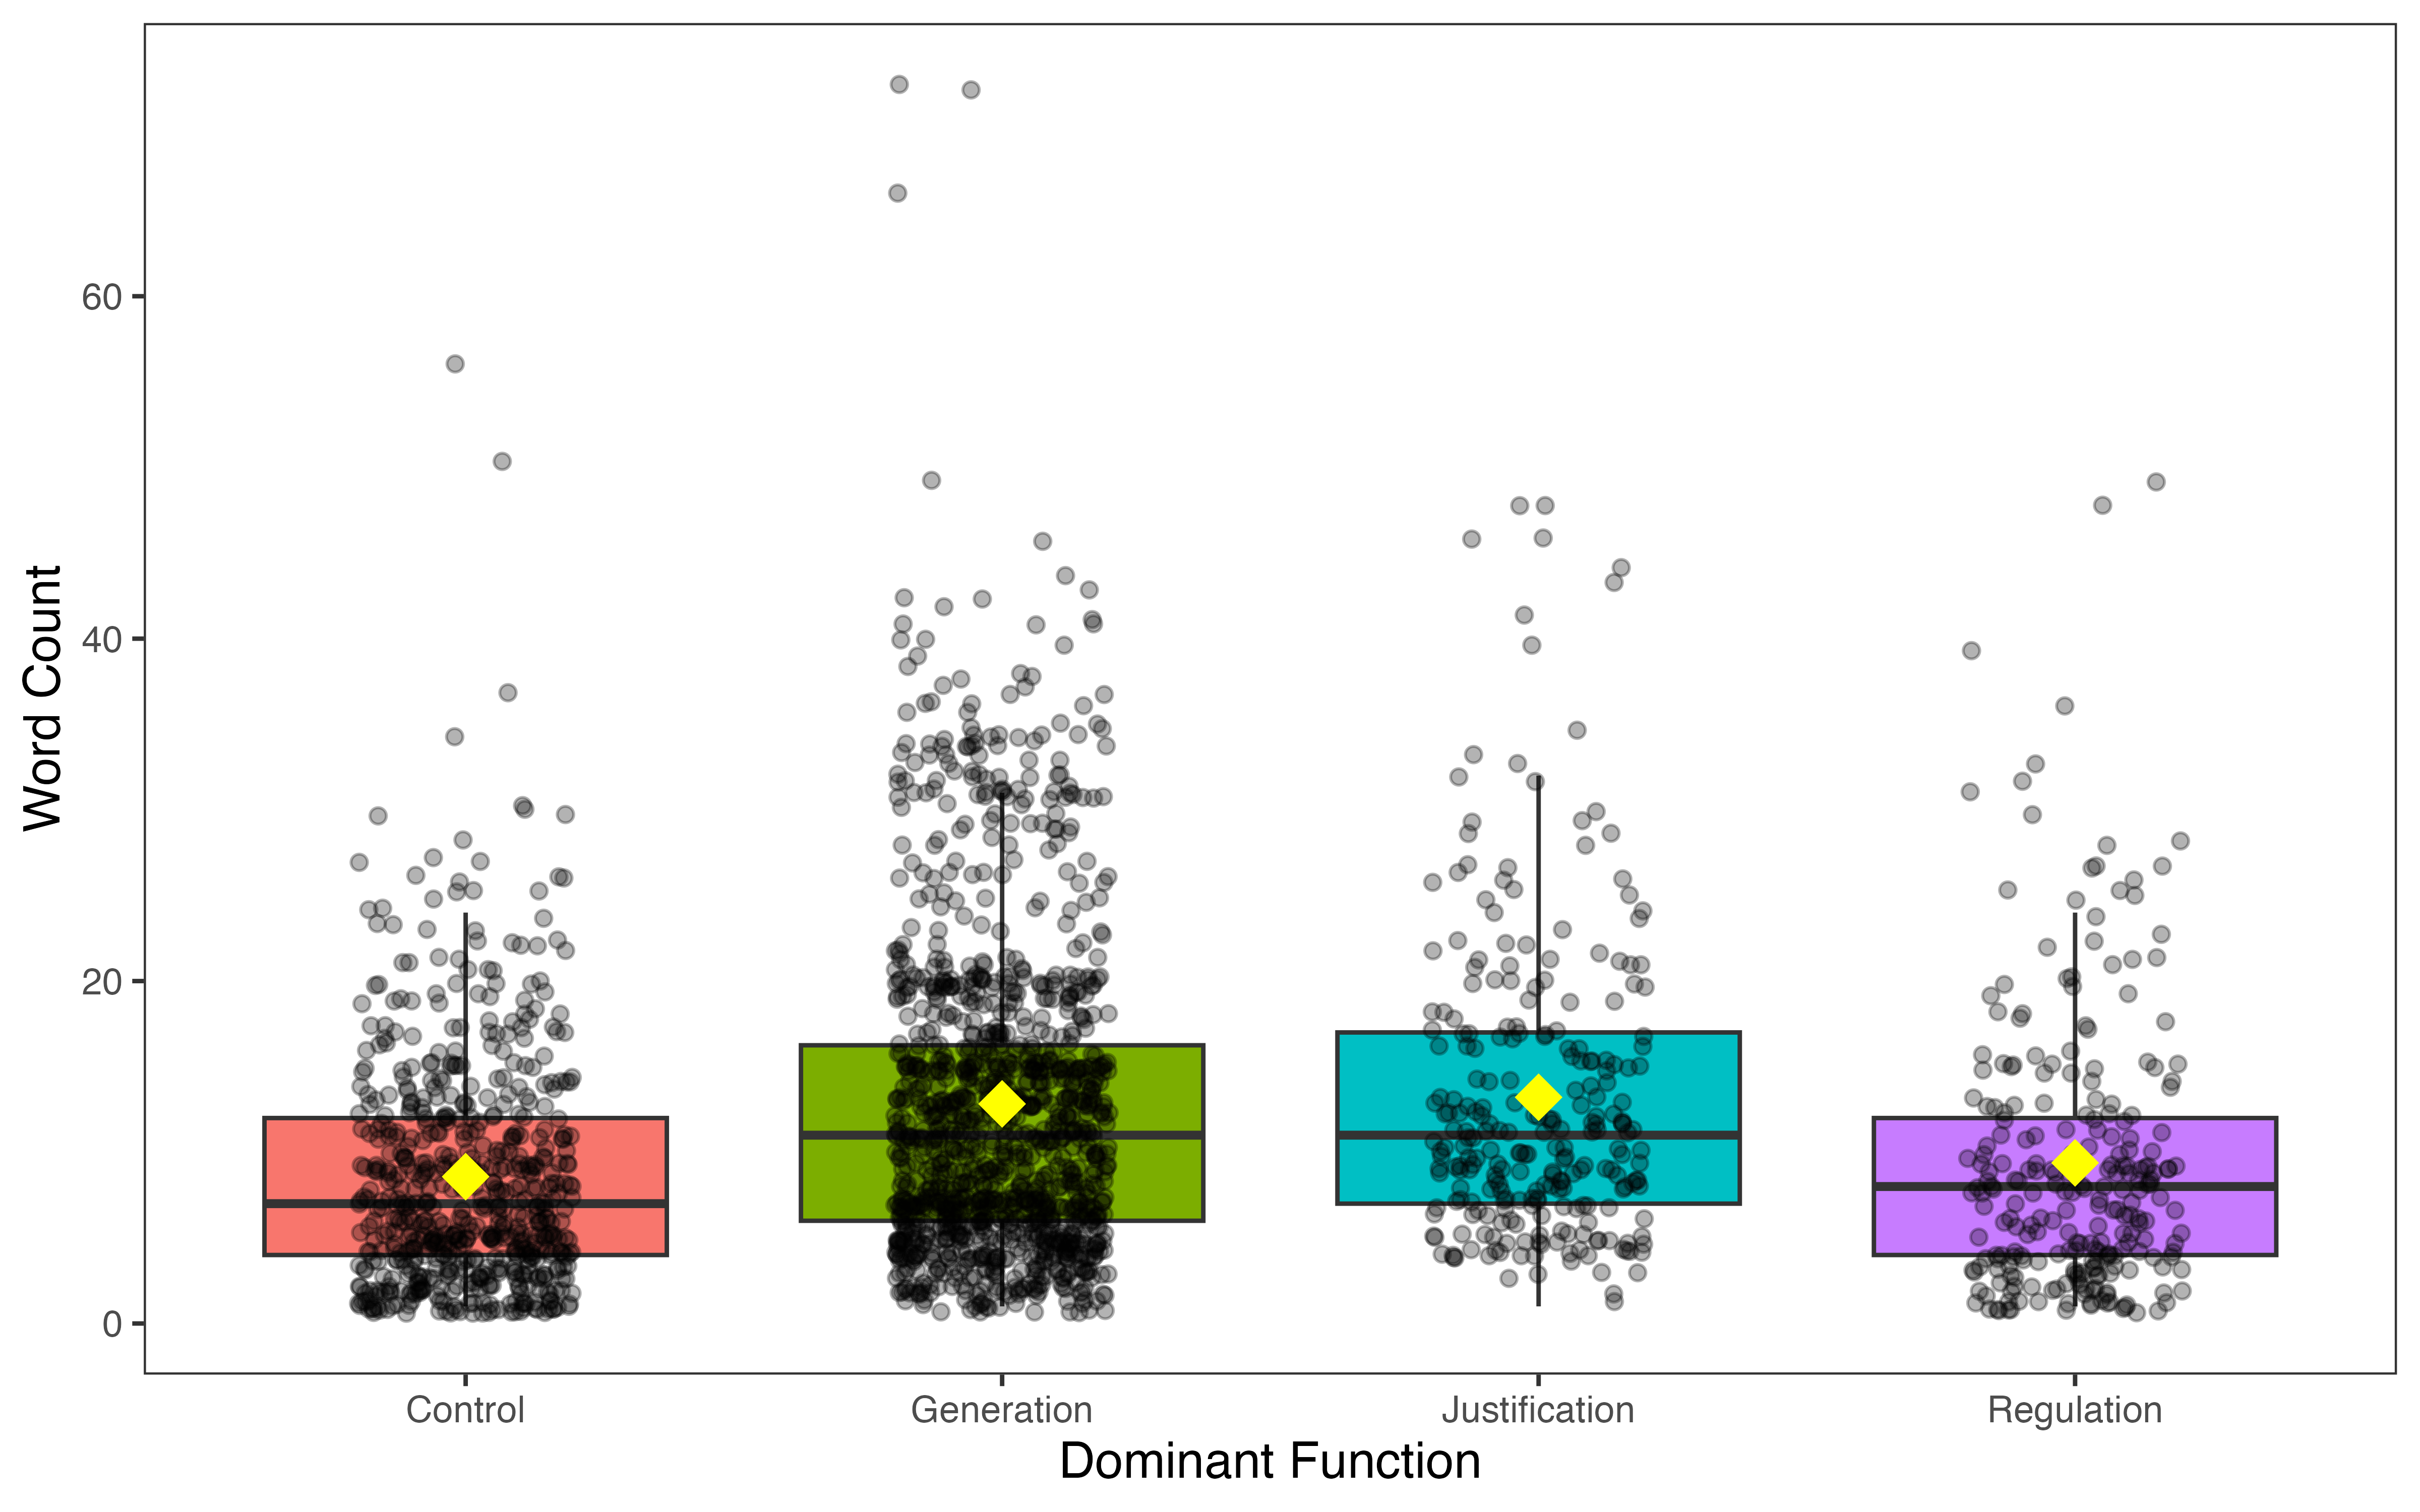 Word Count
60
40
20
0
Control
Generation
Justification
Regulation
Dominant Function